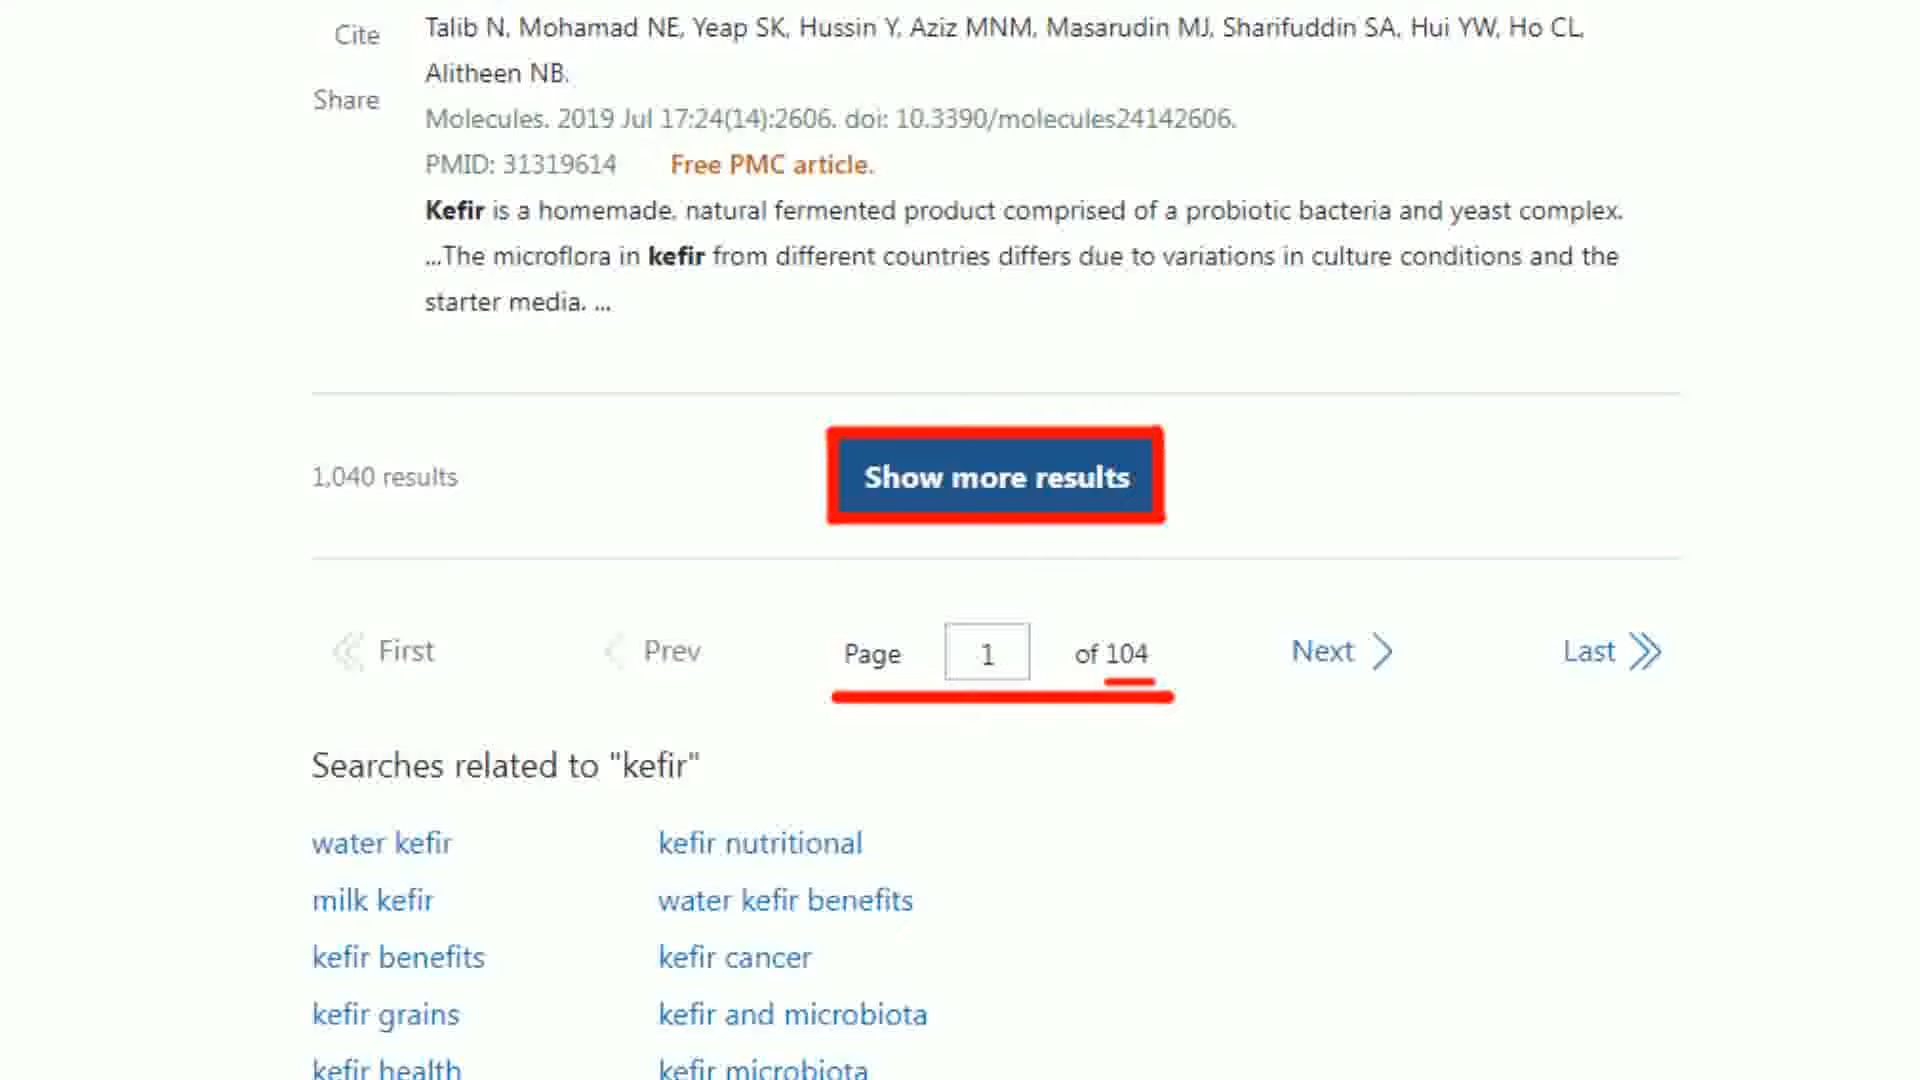 Cite
Talib N, Mohamad NE, Yeap SK, Hussin Y, Aziz MNM, Masarudin MJ, Sharifuddin SA, Hui YW, Ho CL,
Alitheen NB.
Share
Molecules. 2019 Jul 17;24(14):2606. doi: 10.3390/molecules24142606.
PMID: 31319614 Free PMC article.
Kefir is a homemade, natural fermented product comprised of a probiotic bacteria and yeast complex.
...The microflora in kefir from different countries differs due to variations in culture conditions and the
starter media. ...
1,040 results
Show more results
First Prev Page 1 of 104 Next Last
Searches related to "kefir"
water kefir
milk kefir
kefir benefits
kefir grains
kefir health
kefir nutritional
water kefir benefits
kefir cancer
kefir and microbiota
kefir microbiota